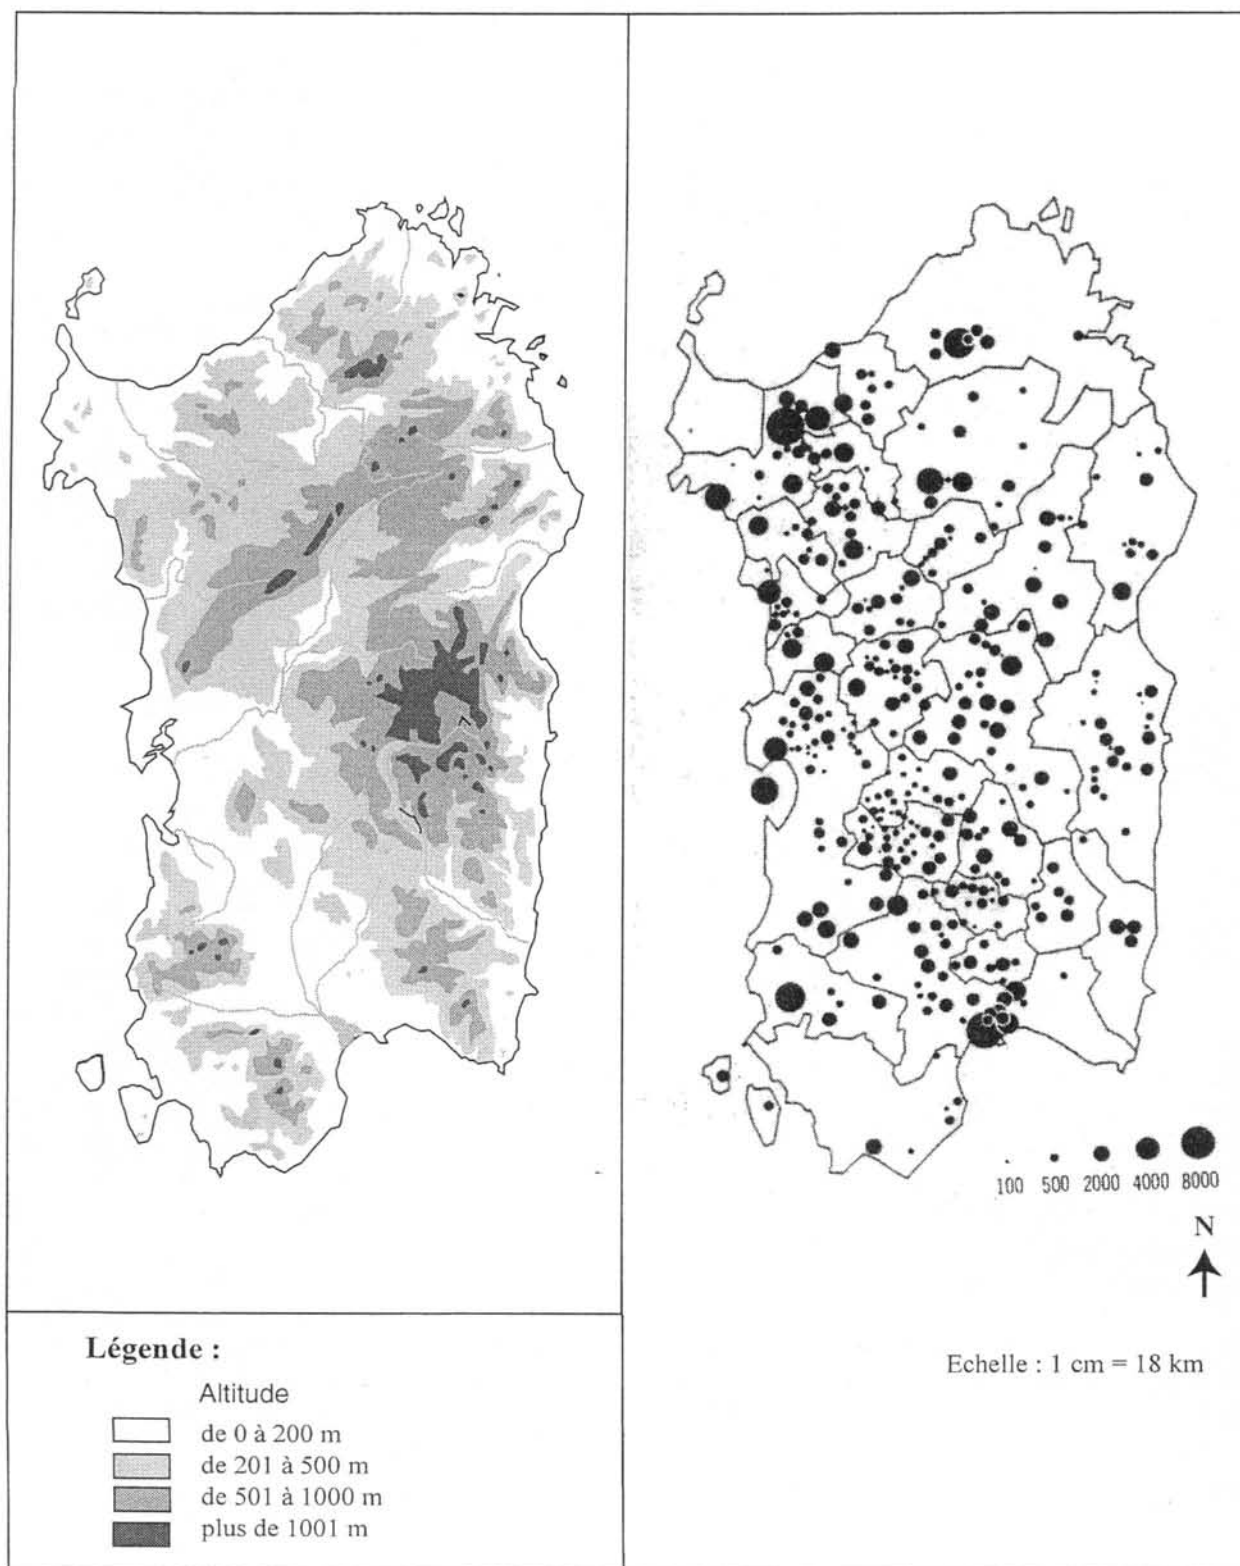 100 500 2000 4000 8000
N
Légende :
Altitude
de 0 à 200 m
de 201 à 500 m
de 501 à 1000 m
plus de 1001 m
Echelle : 1 cm = 18 km